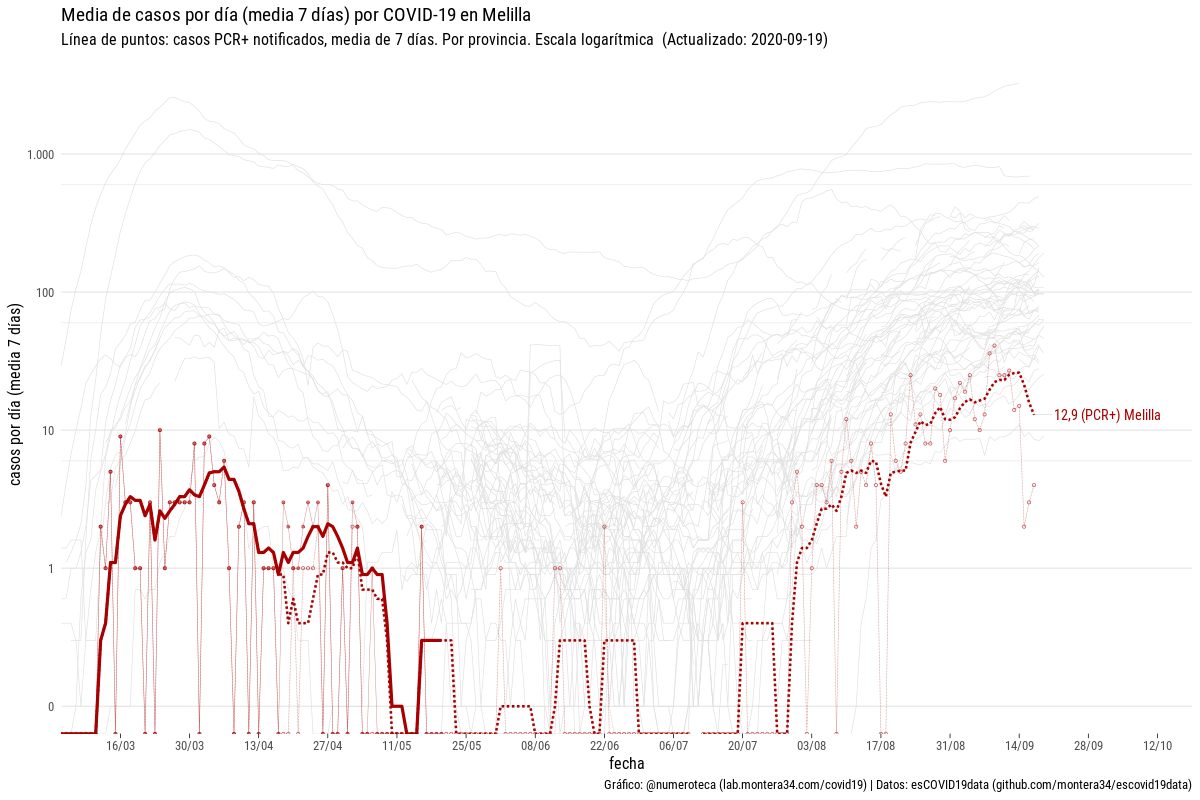 Media de casos por día (media 7 días) por COVID-19 en Melilla
Línea de puntos: casos PCR+ notificados, media de 7 días. Por provincia. Escala logarítmica (Actualizado: 2020-09-19)
casos por día (media 7 días)
1.000
100
10
1
0
12,9 (PCR+) Melilla
16/03 30/03 13/04 27/04 11/05 25/05 08/06 22/06 06/07 20/07 03/08 17/08 31/08 14/09 28/09 12/10
fecha
Gráfico: @numeroteca (lab.montera34.com/covid19) | Datos: esCOVID19data (github.com/montera34/escovid19data)